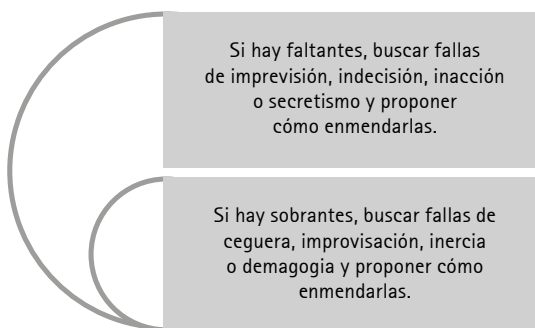 Si hay faltantes, buscar fallas
de imprevisión, indecisión, inacción
o secretismo y proponer
cómo enmendarlas.
Si hay sobrantes, buscar fallas de
ceguera, improvisación, inercia
o demagogia y proponer cómo
enmendarlas.